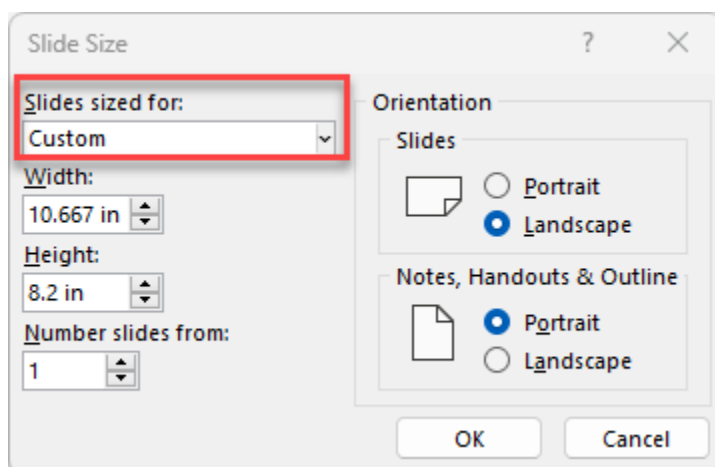 Slide Size
?
Slides sized for:
Custom
Width:
10.667 in
Height:
8.2 in
Number slides from:
1
Orientation
Slides
Portrait
Landscape
Notes, Handouts & Outline
Portrait
Landscape
OK
Cancel